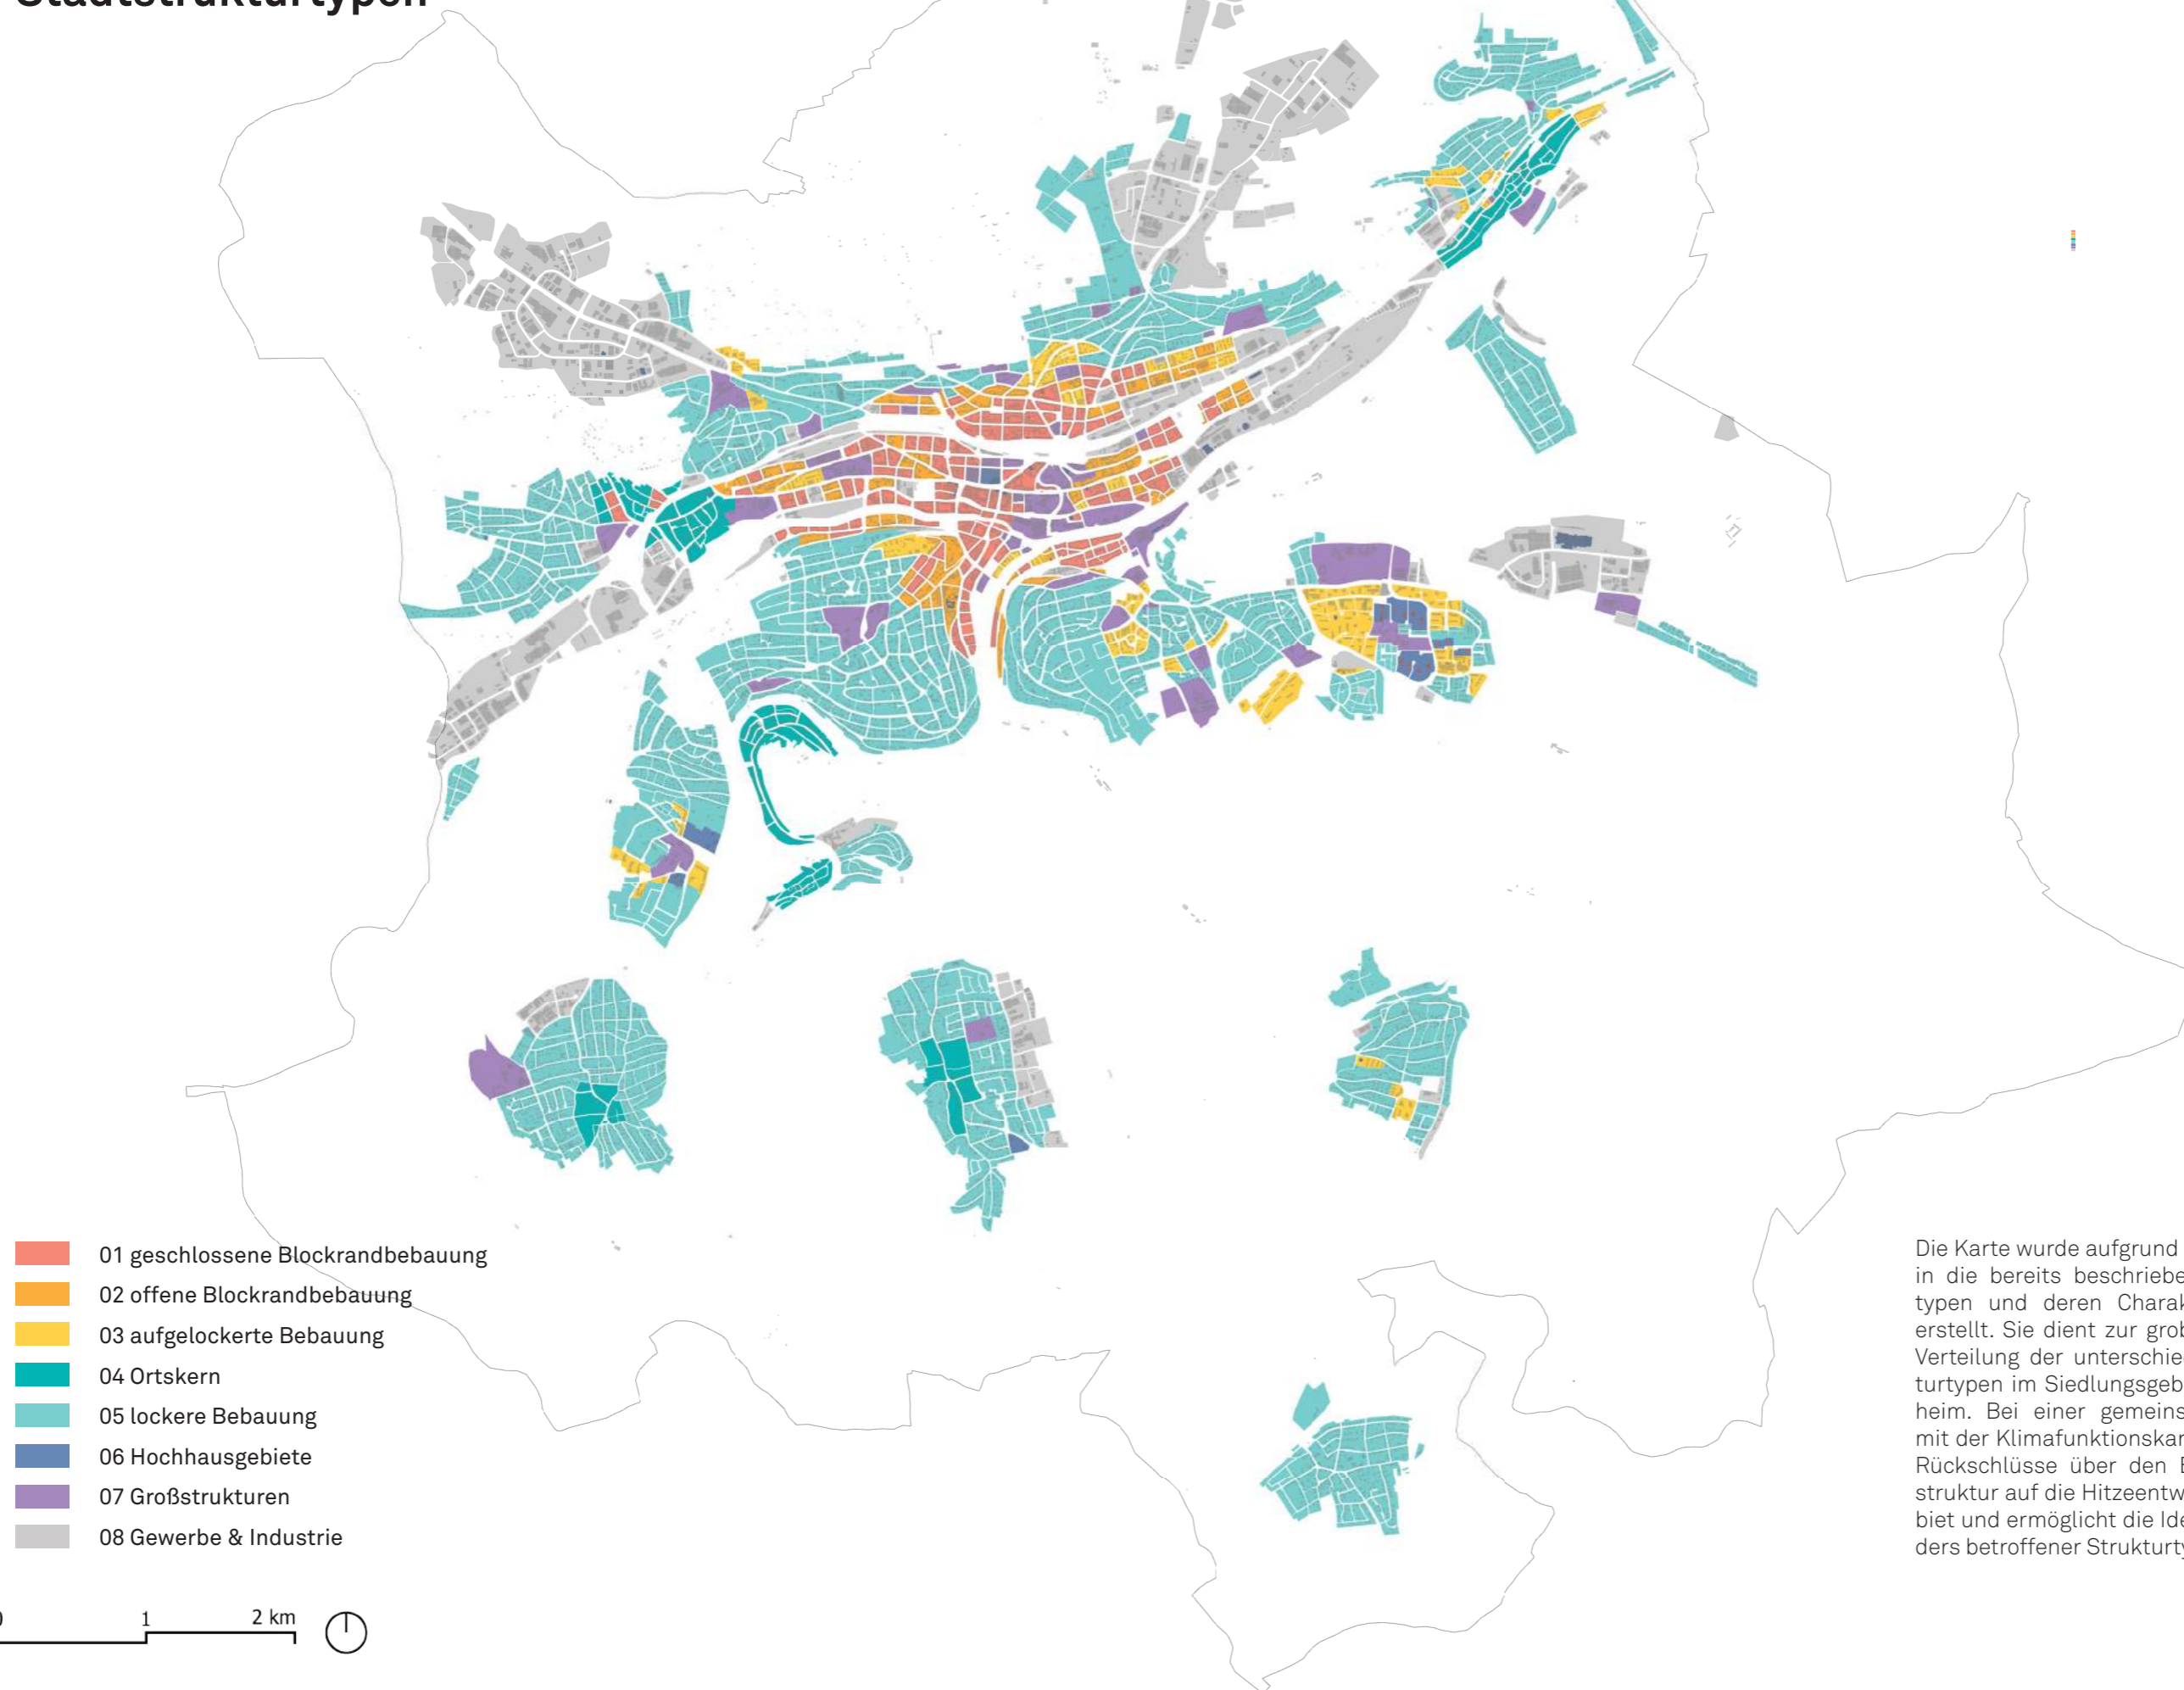 Stadtstrukturtypen
01 geschlossene Blockrandbebauung
02 offene Blockrandbebauung
03 aufgelockerte Bebauung
04 Ortskern
05 lockere Bebauung
06 Hochhausgebiete
07 Großstrukturen
08 Gewerbe & Industrie
0 1 2 km
Die Karte wurde aufgrund
in die bereits beschriebe
typen und deren Charak
erstellt. Sie dient zur grob
Verteilung der unterschie
turtypen im Siedlungsgeb
heim. Bei einer gemeins
mit der Klimafunktionskar
Rückschlüsse über den E
struktur auf die Hitzeentw
biet und ermöglicht die Ide
ders betroffener Strukturty